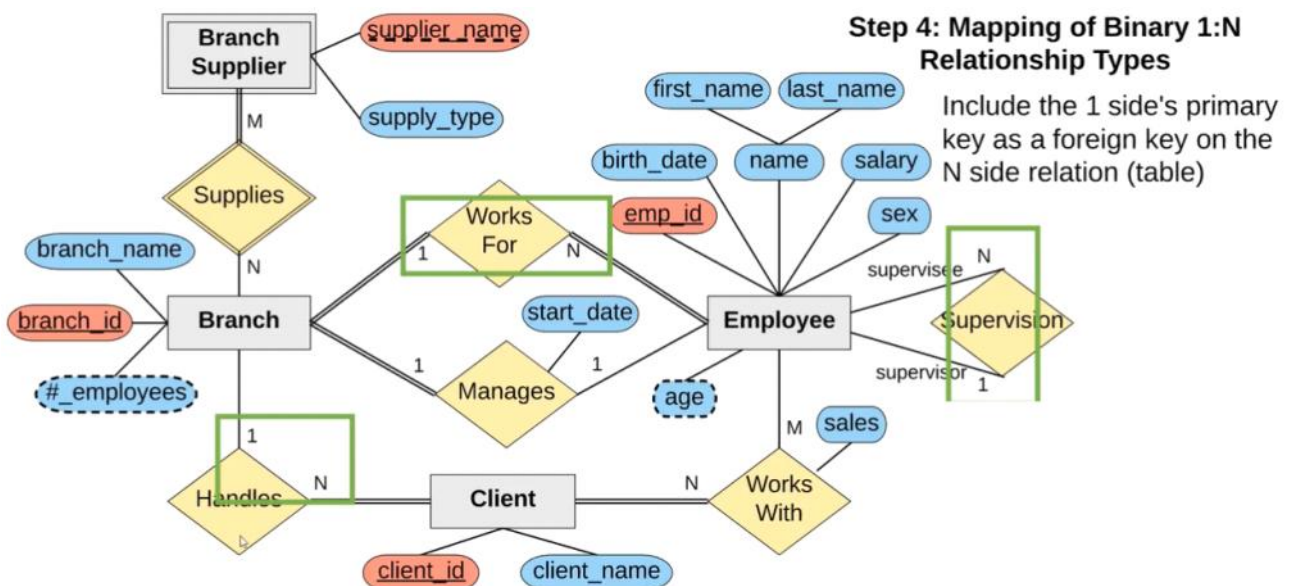 Branch
Supplier
supplier_name
supply_type
Step 4: Mapping of Binary 1:N
Relationship Types
Include the 1 side's primary
key as a foreign key on the
N side relation (table)
first_name
last_name
birth_date
name
salary
emp_id
sex
M
Supplies
N
Works
For
1
N
branch_name
branch_id
#_employees
Branch
start_date
1
Manages
1
Employee
age
supervisee
N
Supervision
supervisor
1
1
Handles
N
Client
client_id
client_name
N
Works
With
M
sales